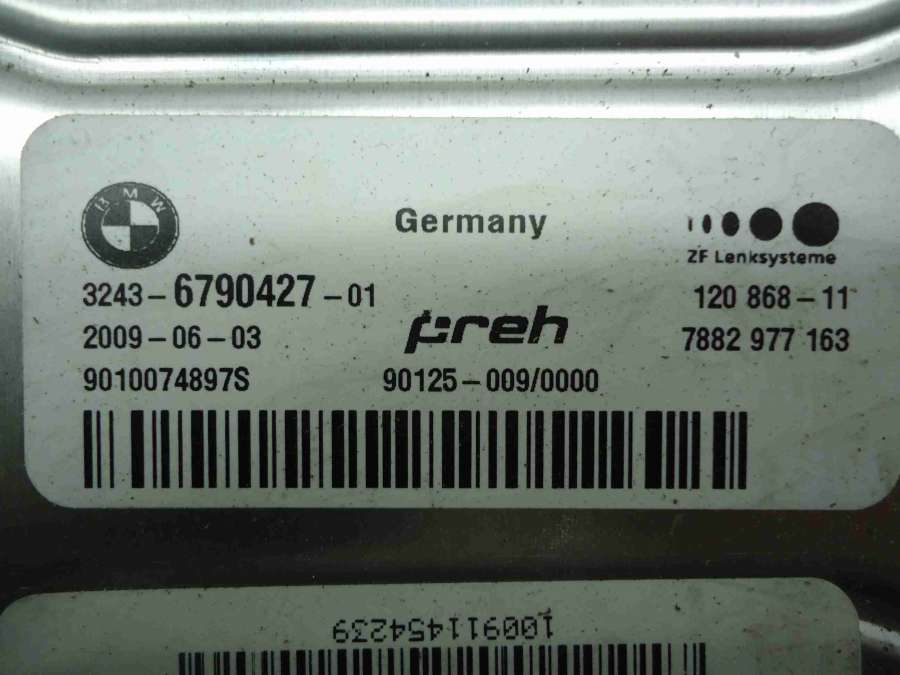 BMW
Germany
ZF Lenksysteme
3243-6790427-01
120 868-11
2009-06-03
preh
7882 977 163
9010074897S
90125-009/0000
100911454239